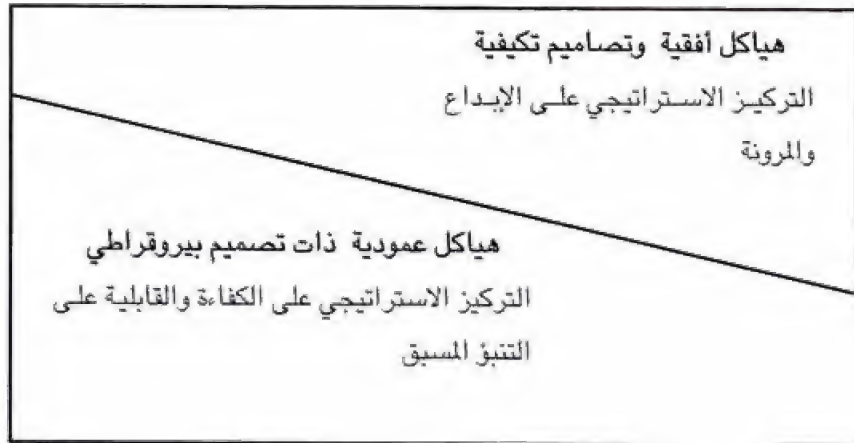 هياكل أفقية وتصاميم تكيفية
التركيز الاستراتيجي على الإبداع
والمرونة
هياكل عمودية ذات تصميم بيروقراطي
التركيز الاستراتيجي على الكفاءة والقابلية على
التنبؤ المسبق